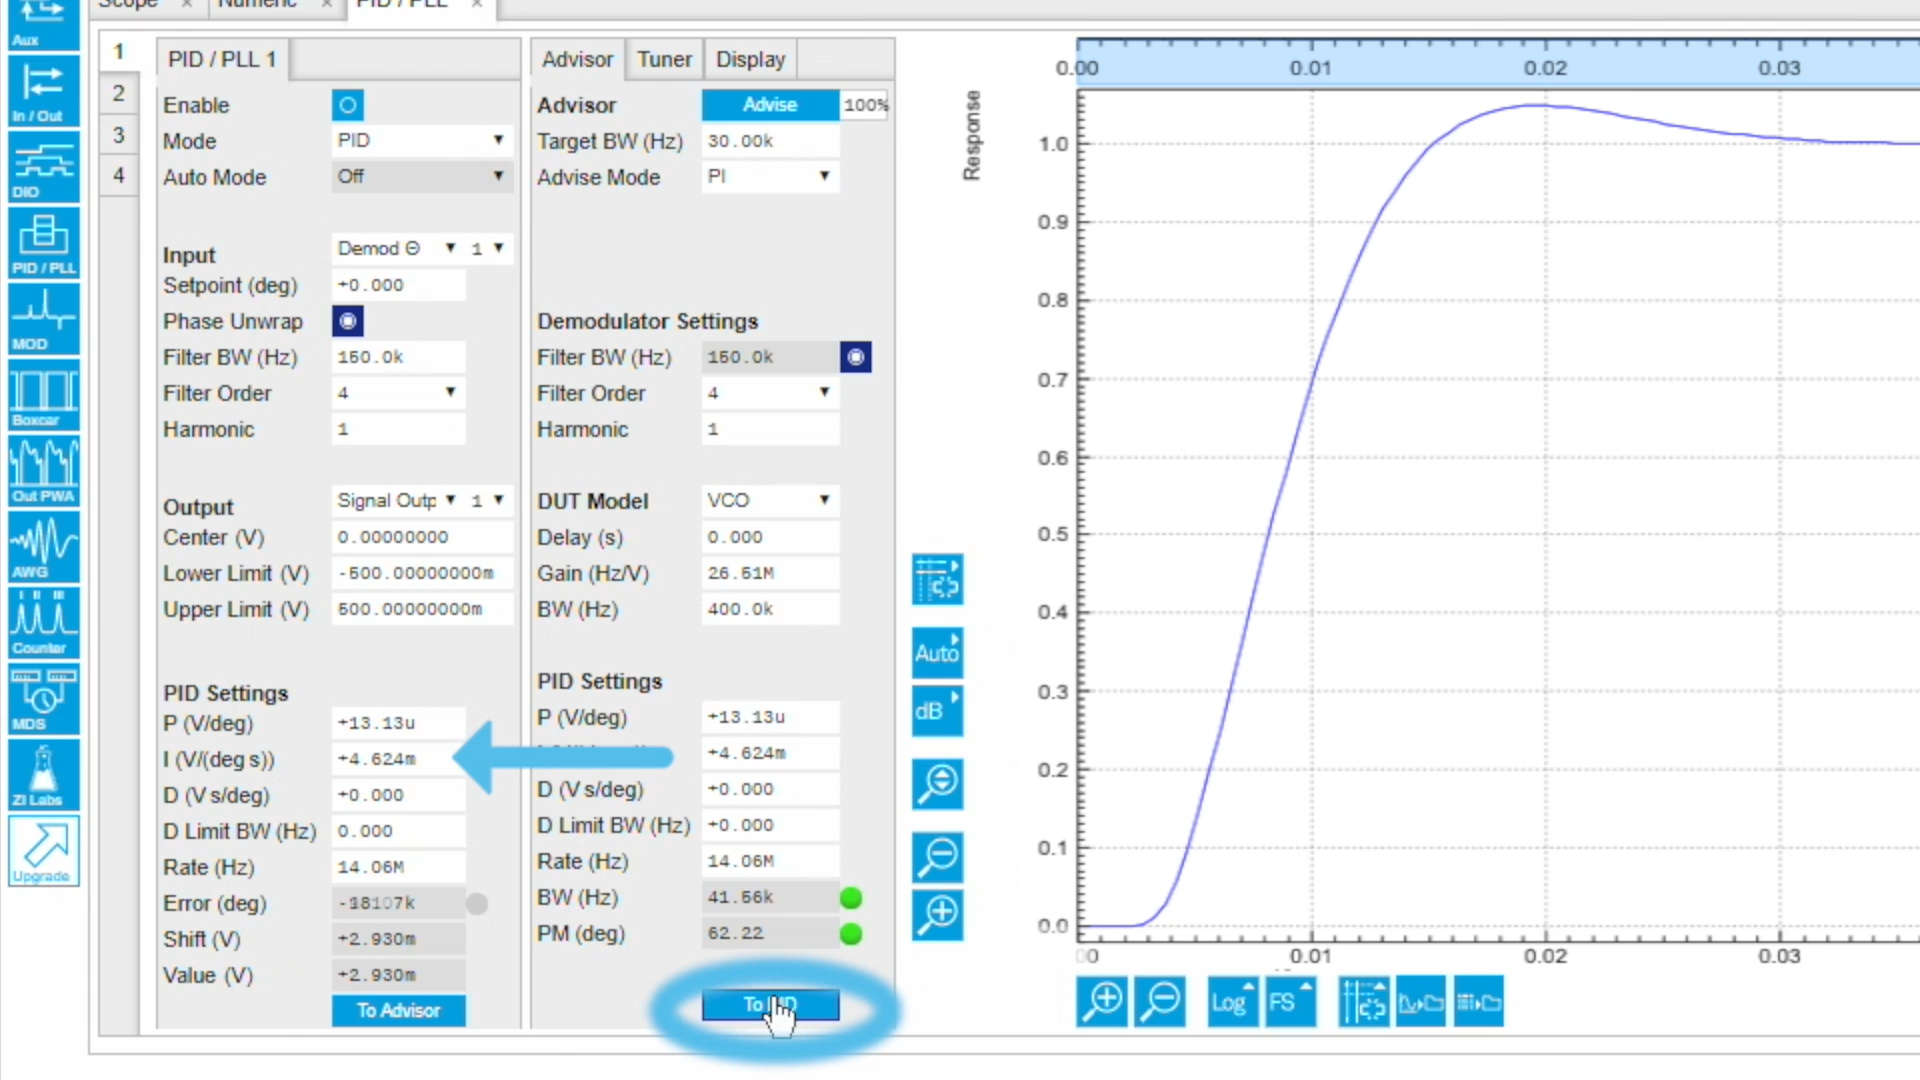 Scope × Numeric × PID / PLL ×
Aux
In / Out
DIO
PID / PLL
MOD
Boxcar
Out PWA
AWG
Counter
MDS
ZI Labs
Upgrade
1
2
3
4
PID / PLL 1
Enable
Mode PID
Auto Mode Off
Input Demod Θ 1
Setpoint (deg) +0.000
Phase Unwrap
Filter BW (Hz) 150.0k
Filter Order 4
Harmonic 1
Output Signal Outp 1
Center (V) 0.00000000
Lower Limit (V) -500.00000000m
Upper Limit (V) 500.00000000m
PID Settings
P (V/deg) +13.13u
I (V/(deg s)) +4.624m
D (V s/deg) +0.000
D Limit BW (Hz) 0.000
Rate (Hz) 14.06M
Error (deg)
Shift (V) +2.930m
Value (V) +2.930m
To Advisor
Advisor Tuner Display
Advisor Advise 100%
Target BW (Hz) 30.00k
Advise Mode PI
Demodulator Settings
Filter BW (Hz) 150.0k
Filter Order 4
Harmonic 1
DUT Model VCO
Delay (s) 0.000
Gain (Hz/V) 26.51M
BW (Hz) 400.0k
PID Settings
P (V/deg) +13.13u
+4.624m
D (V s/deg) +0.000
D Limit BW (Hz) +0.000
Rate (Hz) 14.06M
BW (Hz) 41.56k
PM (deg) 62.22
To PID
Auto
dB
0.00 0.01 0.02 0.03
Response
1.0
0.9
0.8
0.7
0.6
0.5
0.4
0.3
0.2
0.1
0.0
00 0.01 0.02 0.03
Log FS